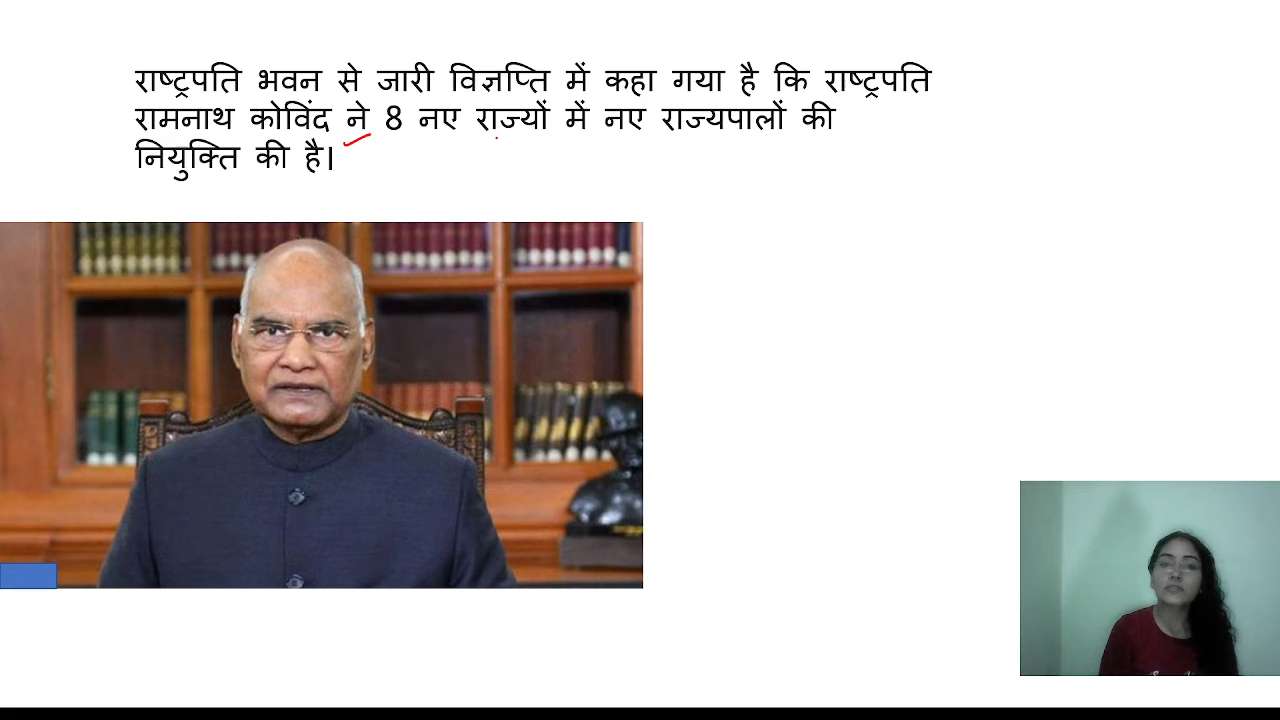 राष्ट्रपति भवन से जारी विज्ञप्ति में कहा गया है कि राष्ट्रपति
रामनाथ कोविंद ने 8 नए राज्यों में नए राज्यपालों की
नियुक्ति की है।